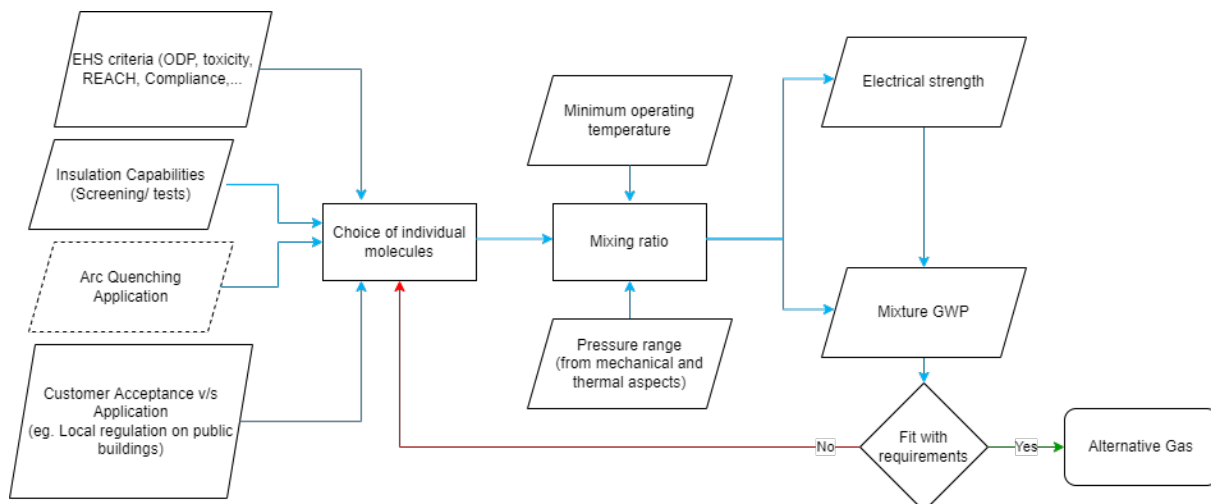 EHS criteria (ODP, toxicity,
REACH, Compliance,...
Insulation Capabilities
(Screening/ tests)
Arc Quenching
Application
Customer Acceptance v/s
Application
(eg. Local regulation on public
buildings)
Choice of individual
molecules
Minimum operating
temperature
Mixing ratio
Pressure range
(from mechanical and
thermal aspects)
Electrical strength
Mixture GWP
Fit with
requirements
No
Yes
Alternative Gas